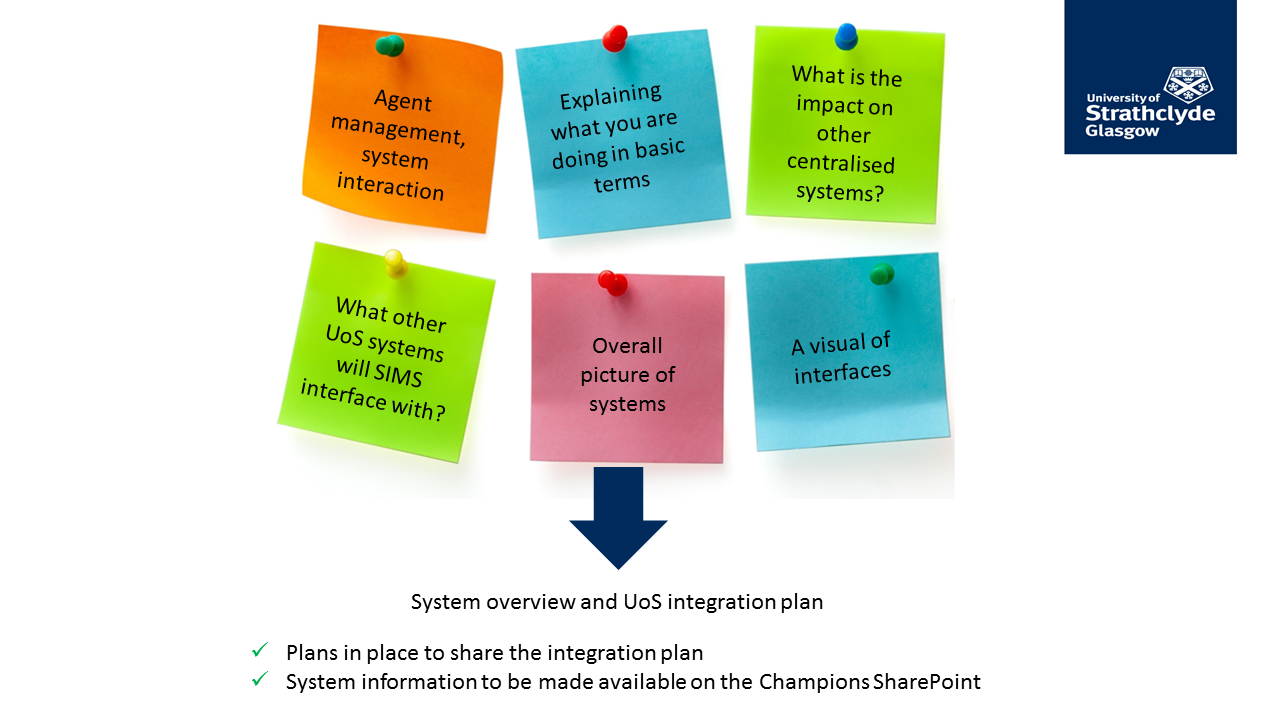 Agent
management,
system
interaction
Explaining
what you are
doing in basic
terms
What is the
impact on
other
centralised
systems?
University of
Strathclyde
Glasgow
What other
UoS systems
will SIMS
interface with?
Overall
picture of
systems
A visual of
interfaces
System overview and UoS integration plan
✓ Plans in place to share the integration plan
✓ System information to be made available on the Champions SharePoint